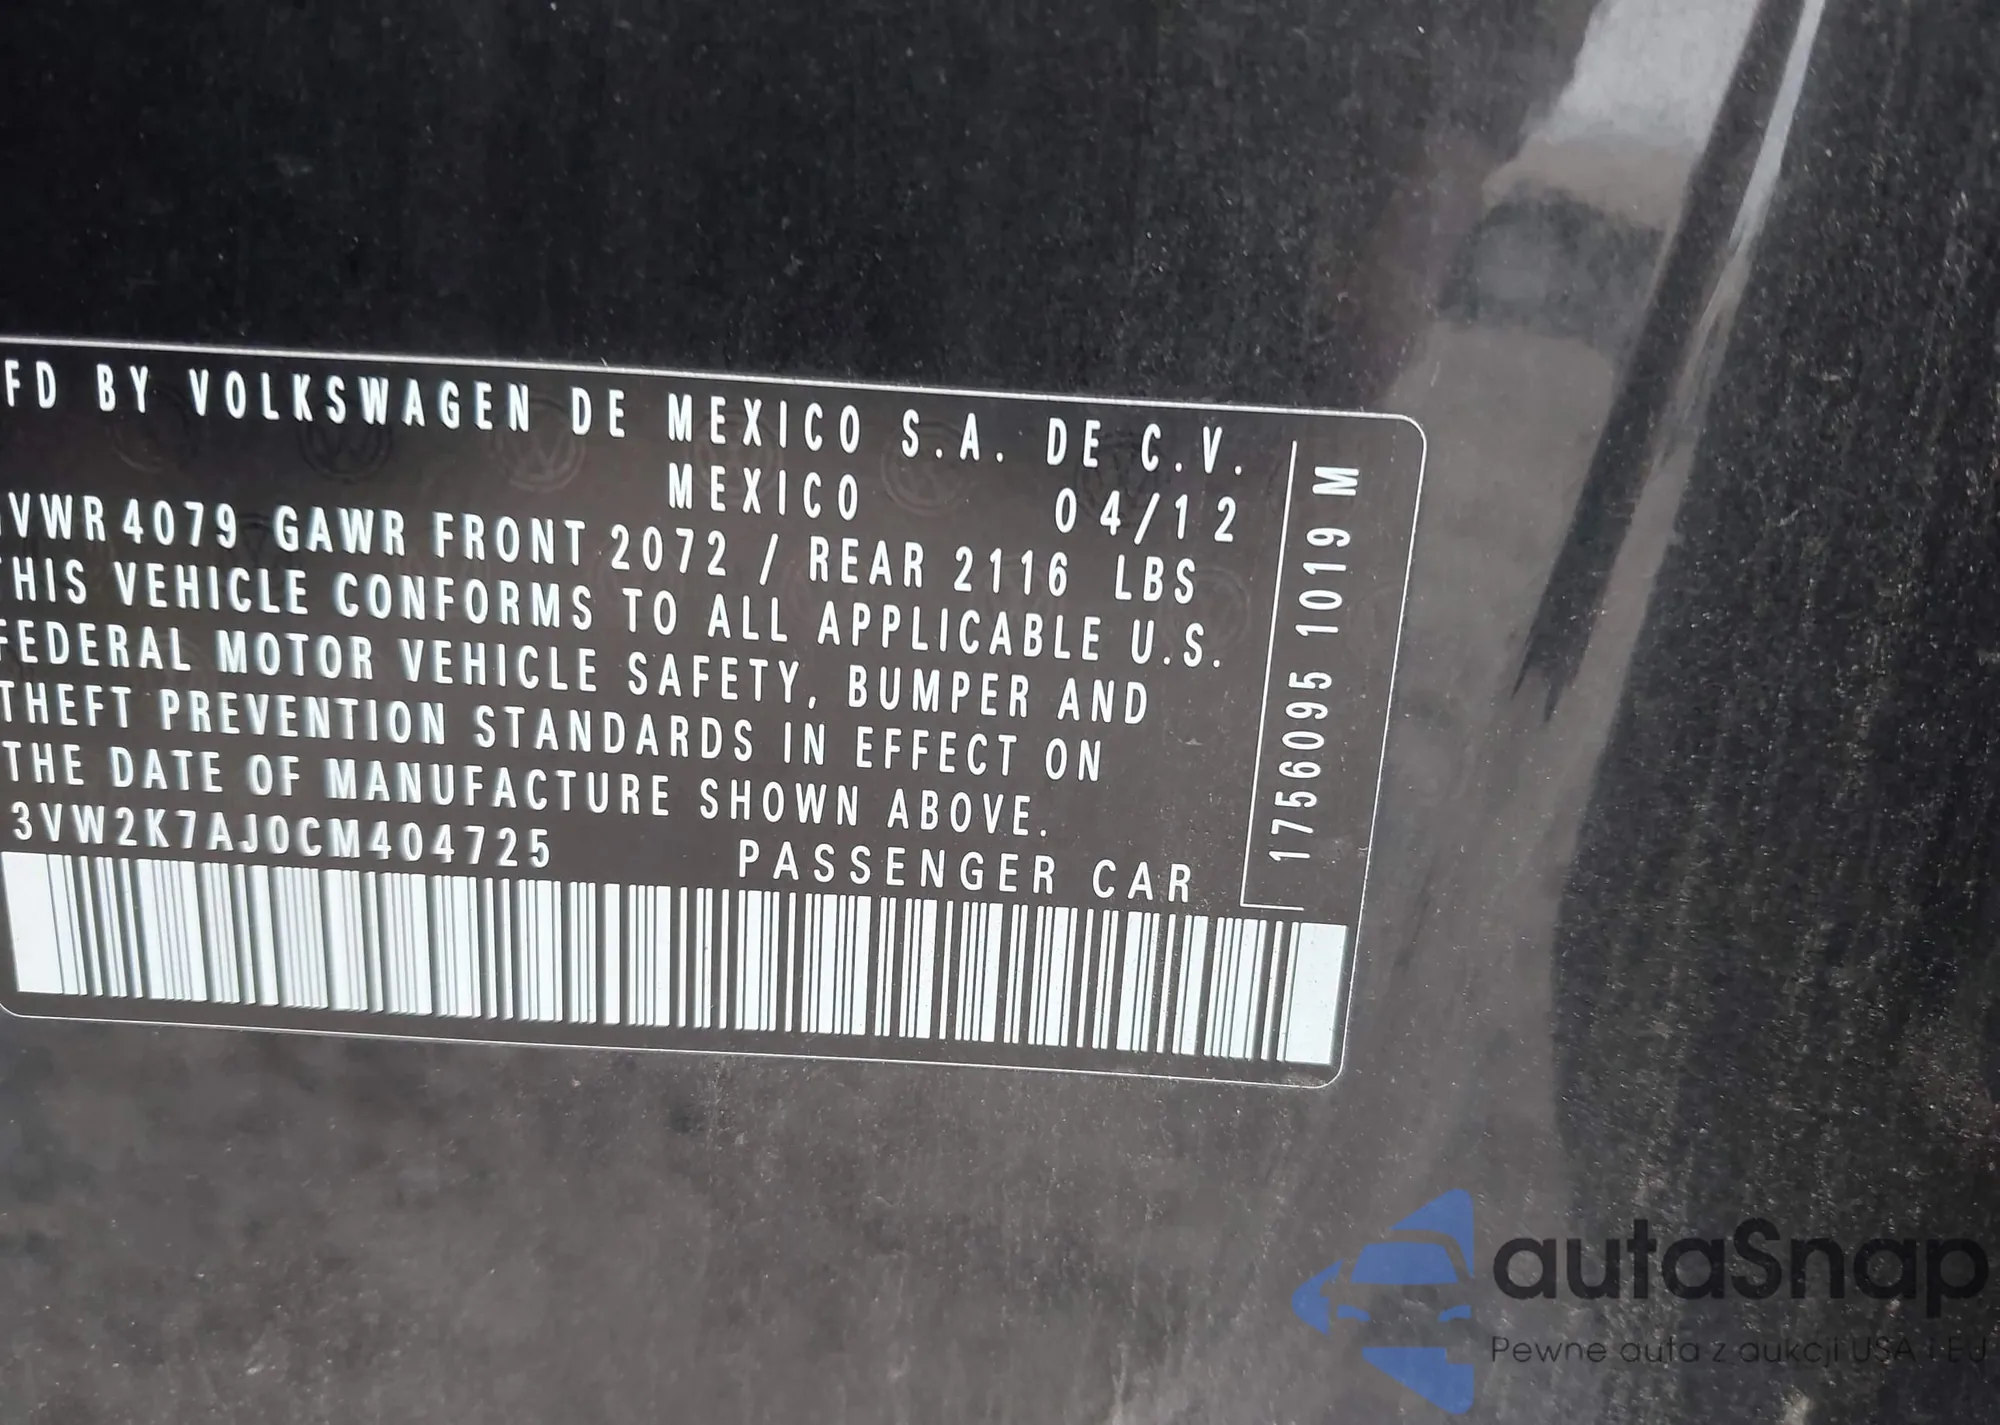 FD BY VOLKSWAGEN DE MEXICO S.A. DE C.V.
MEXICO 04/12
VWR 4079 GAWR FRONT 2072 / REAR 2116 LBS
HIS VEHICLE CONFORMS TO ALL APPLICABLE U.S.
FEDERAL MOTOR VEHICLE SAFETY, BUMPER AND
THEFT PREVENTION STANDARDS IN EFFECT ON
THE DATE OF MANUFACTURE SHOWN ABOVE.
3VW2K7AJ0CM404725 PASSENGER CAR
1756095 1019 M
autaSnap
Pewne auta z aukcji USA i EU